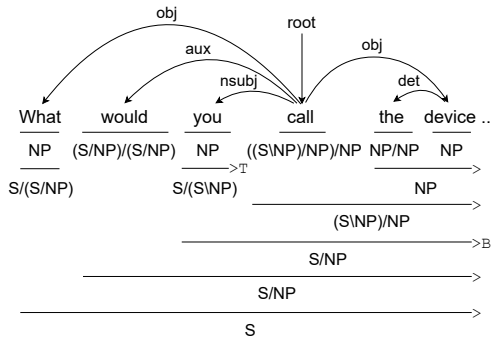 root
obj
obj
aux
nsubj
det
What would you call the device ..
NP (S/NP)/(S/NP) NP ((S\NP)/NP)/NP NP/NP NP
>T
S/(S/NP) S/(S\NP) NP
(S\NP)/NP
>B
S/NP
S/NP
S